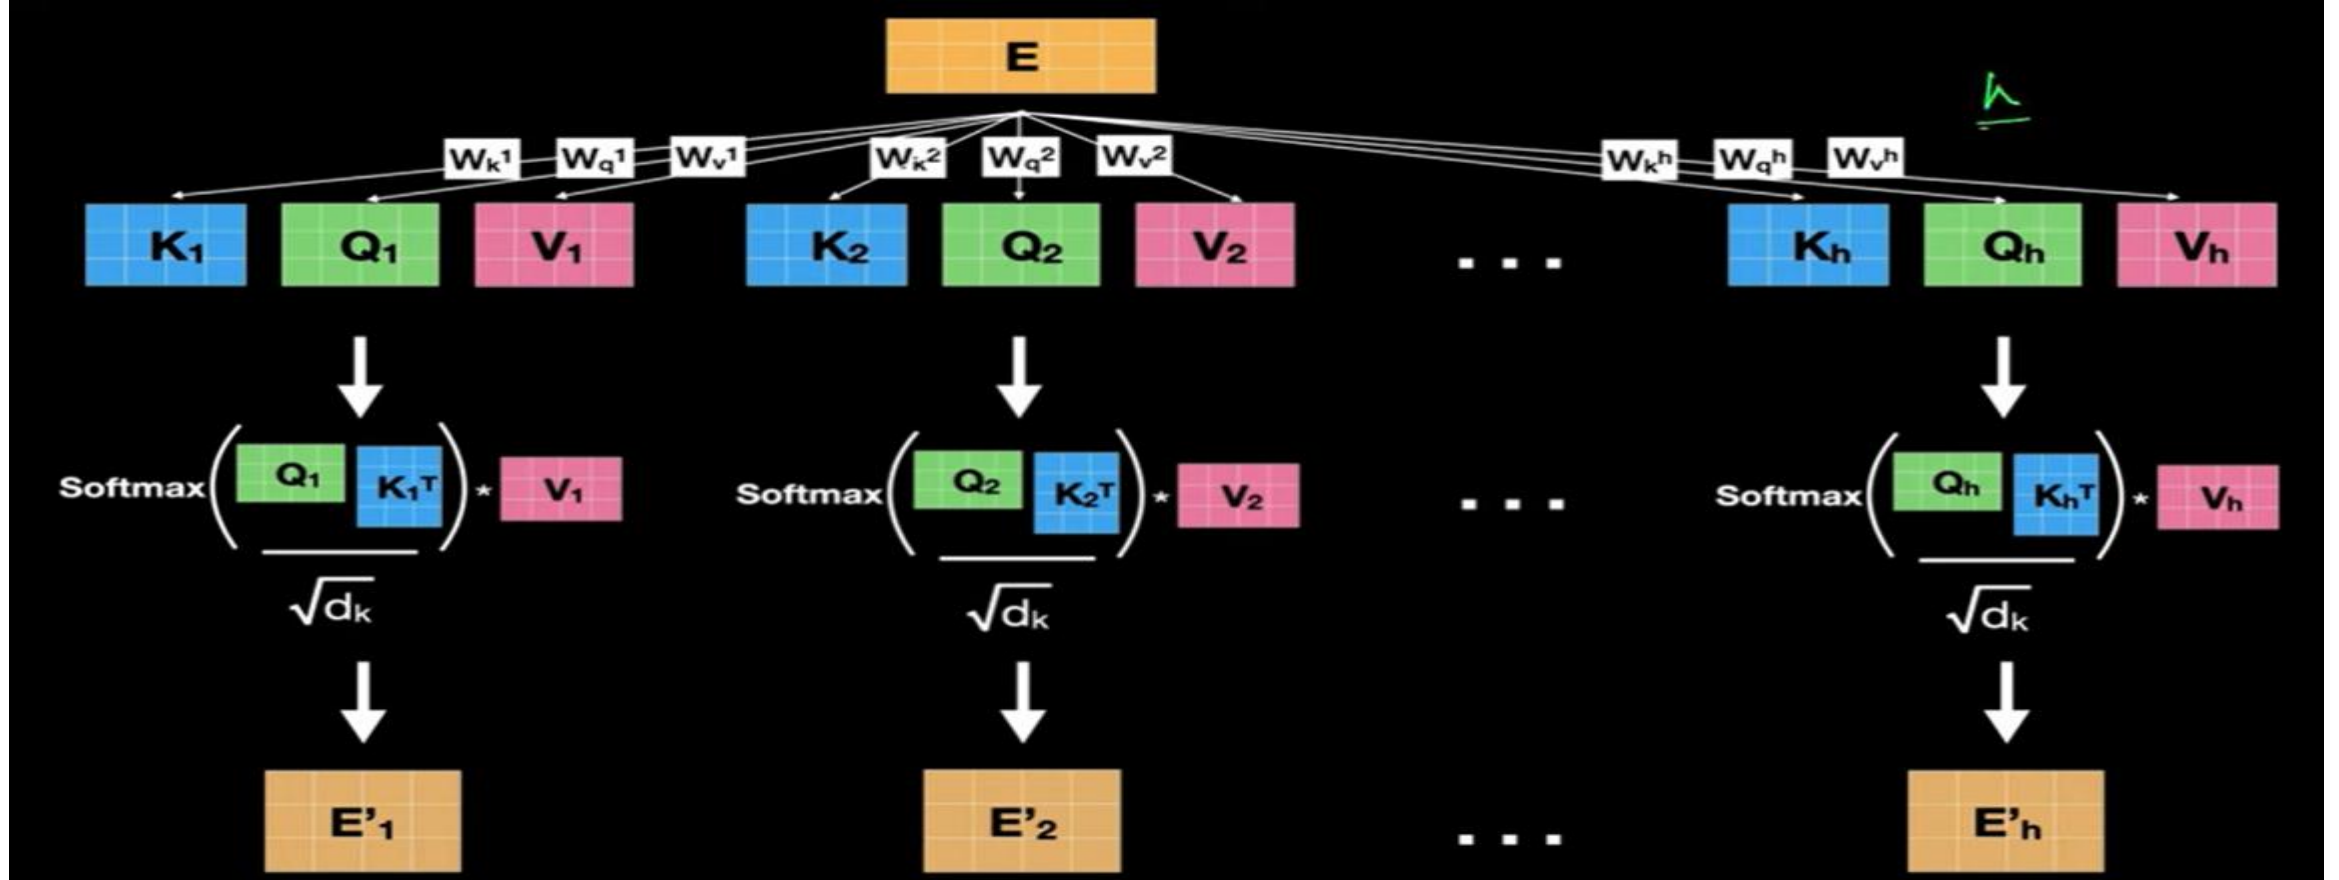 E
h
Wk¹ Wq¹ Wv¹ Wk² Wq² Wv² Wkʰ Wqʰ Wvʰ
K₁ Q₁ V₁ K₂ Q₂ V₂ ... Kₕ Qₕ Vₕ
Softmax(Q₁ K₁ᵀ) * V₁ Softmax(Q₂ K₂ᵀ) * V₂ ... Softmax(Qₕ Kₕᵀ) * Vₕ
√dₖ √dₖ √dₖ
E’₁ E’₂ ... E’ₕ